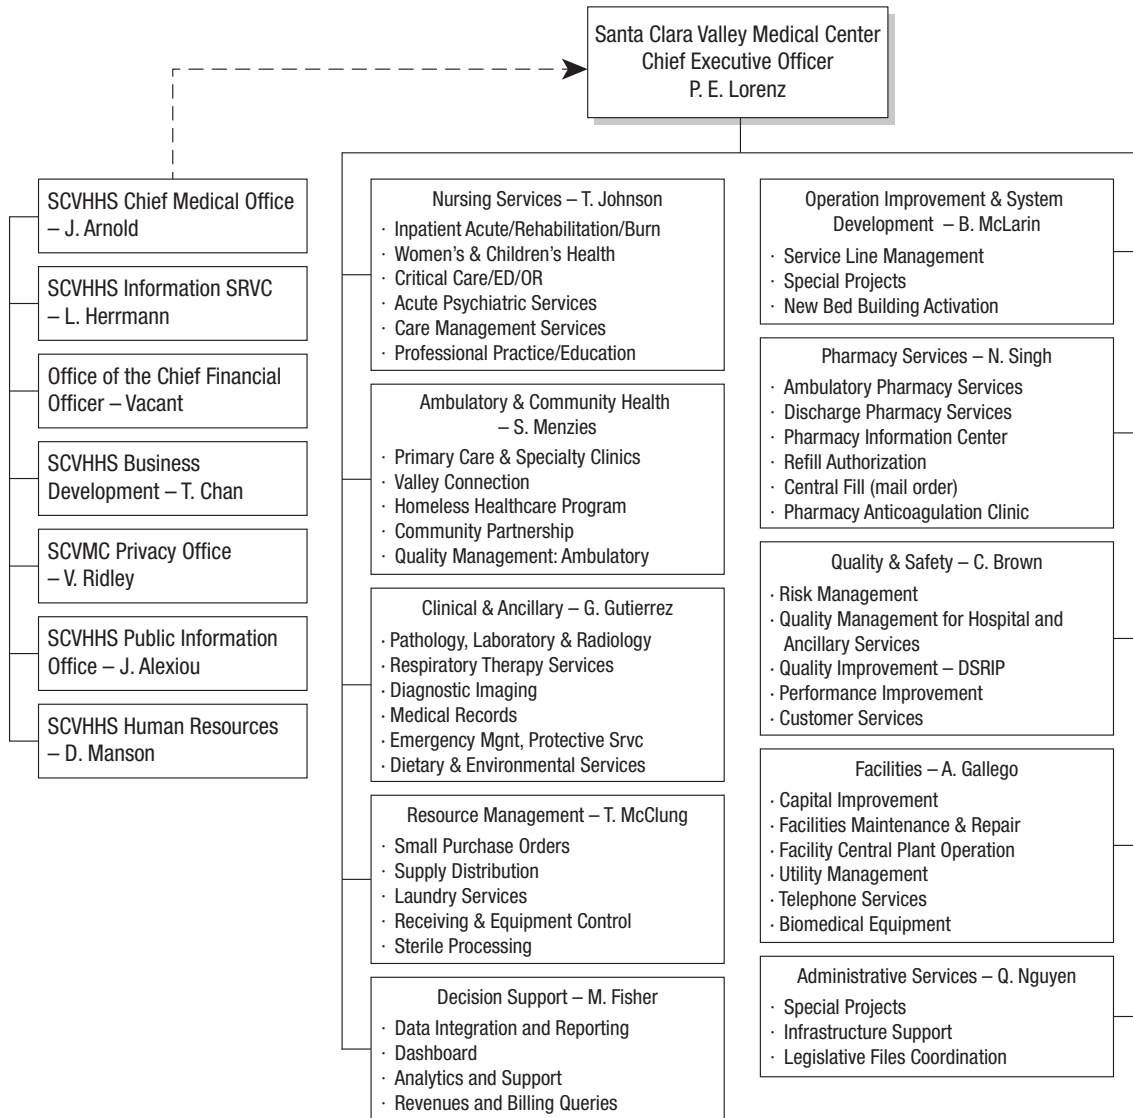 Santa Clara Valley Medical Center
Chief Executive Officer
P. E. Lorenz
SCVHHS Chief Medical Office
– J. Arnold
SCVHHS Information SRVC
– L. Herrmann
Office of the Chief Financial
Officer – Vacant
SCVHHS Business
Development – T. Chan
SCVMC Privacy Office
– V. Ridley
SCVHHS Public Information
Office – J. Alexiou
SCVHHS Human Resources
– D. Manson
Nursing Services – T. Johnson
· Inpatient Acute/Rehabilitation/Burn
· Women’s & Children’s Health
· Critical Care/ED/OR
· Acute Psychiatric Services
· Care Management Services
· Professional Practice/Education
Ambulatory & Community Health
– S. Menzies
· Primary Care & Specialty Clinics
· Valley Connection
· Homeless Healthcare Program
· Community Partnership
· Quality Management: Ambulatory
Clinical & Ancillary – G. Gutierrez
· Pathology, Laboratory & Radiology
· Respiratory Therapy Services
· Diagnostic Imaging
· Medical Records
· Emergency Mgnt, Protective Srvc
· Dietary & Environmental Services
Resource Management – T. McClung
· Small Purchase Orders
· Supply Distribution
· Laundry Services
· Receiving & Equipment Control
· Sterile Processing
Decision Support – M. Fisher
· Data Integration and Reporting
· Dashboard
· Analytics and Support
· Revenues and Billing Queries
Operation Improvement & System
Development – B. McLarin
· Service Line Management
· Special Projects
· New Bed Building Activation
Pharmacy Services – N. Singh
· Ambulatory Pharmacy Services
· Discharge Pharmacy Services
· Pharmacy Information Center
· Refill Authorization
· Central Fill (mail order)
· Pharmacy Anticoagulation Clinic
Quality & Safety – C. Brown
· Risk Management
· Quality Management for Hospital and
Ancillary Services
· Quality Improvement – DSRIP
· Performance Improvement
· Customer Services
Facilities – A. Gallego
· Capital Improvement
· Facilities Maintenance & Repair
· Facility Central Plant Operation
· Utility Management
· Telephone Services
· Biomedical Equipment
Administrative Services – Q. Nguyen
· Special Projects
· Infrastructure Support
· Legislative Files Coordination